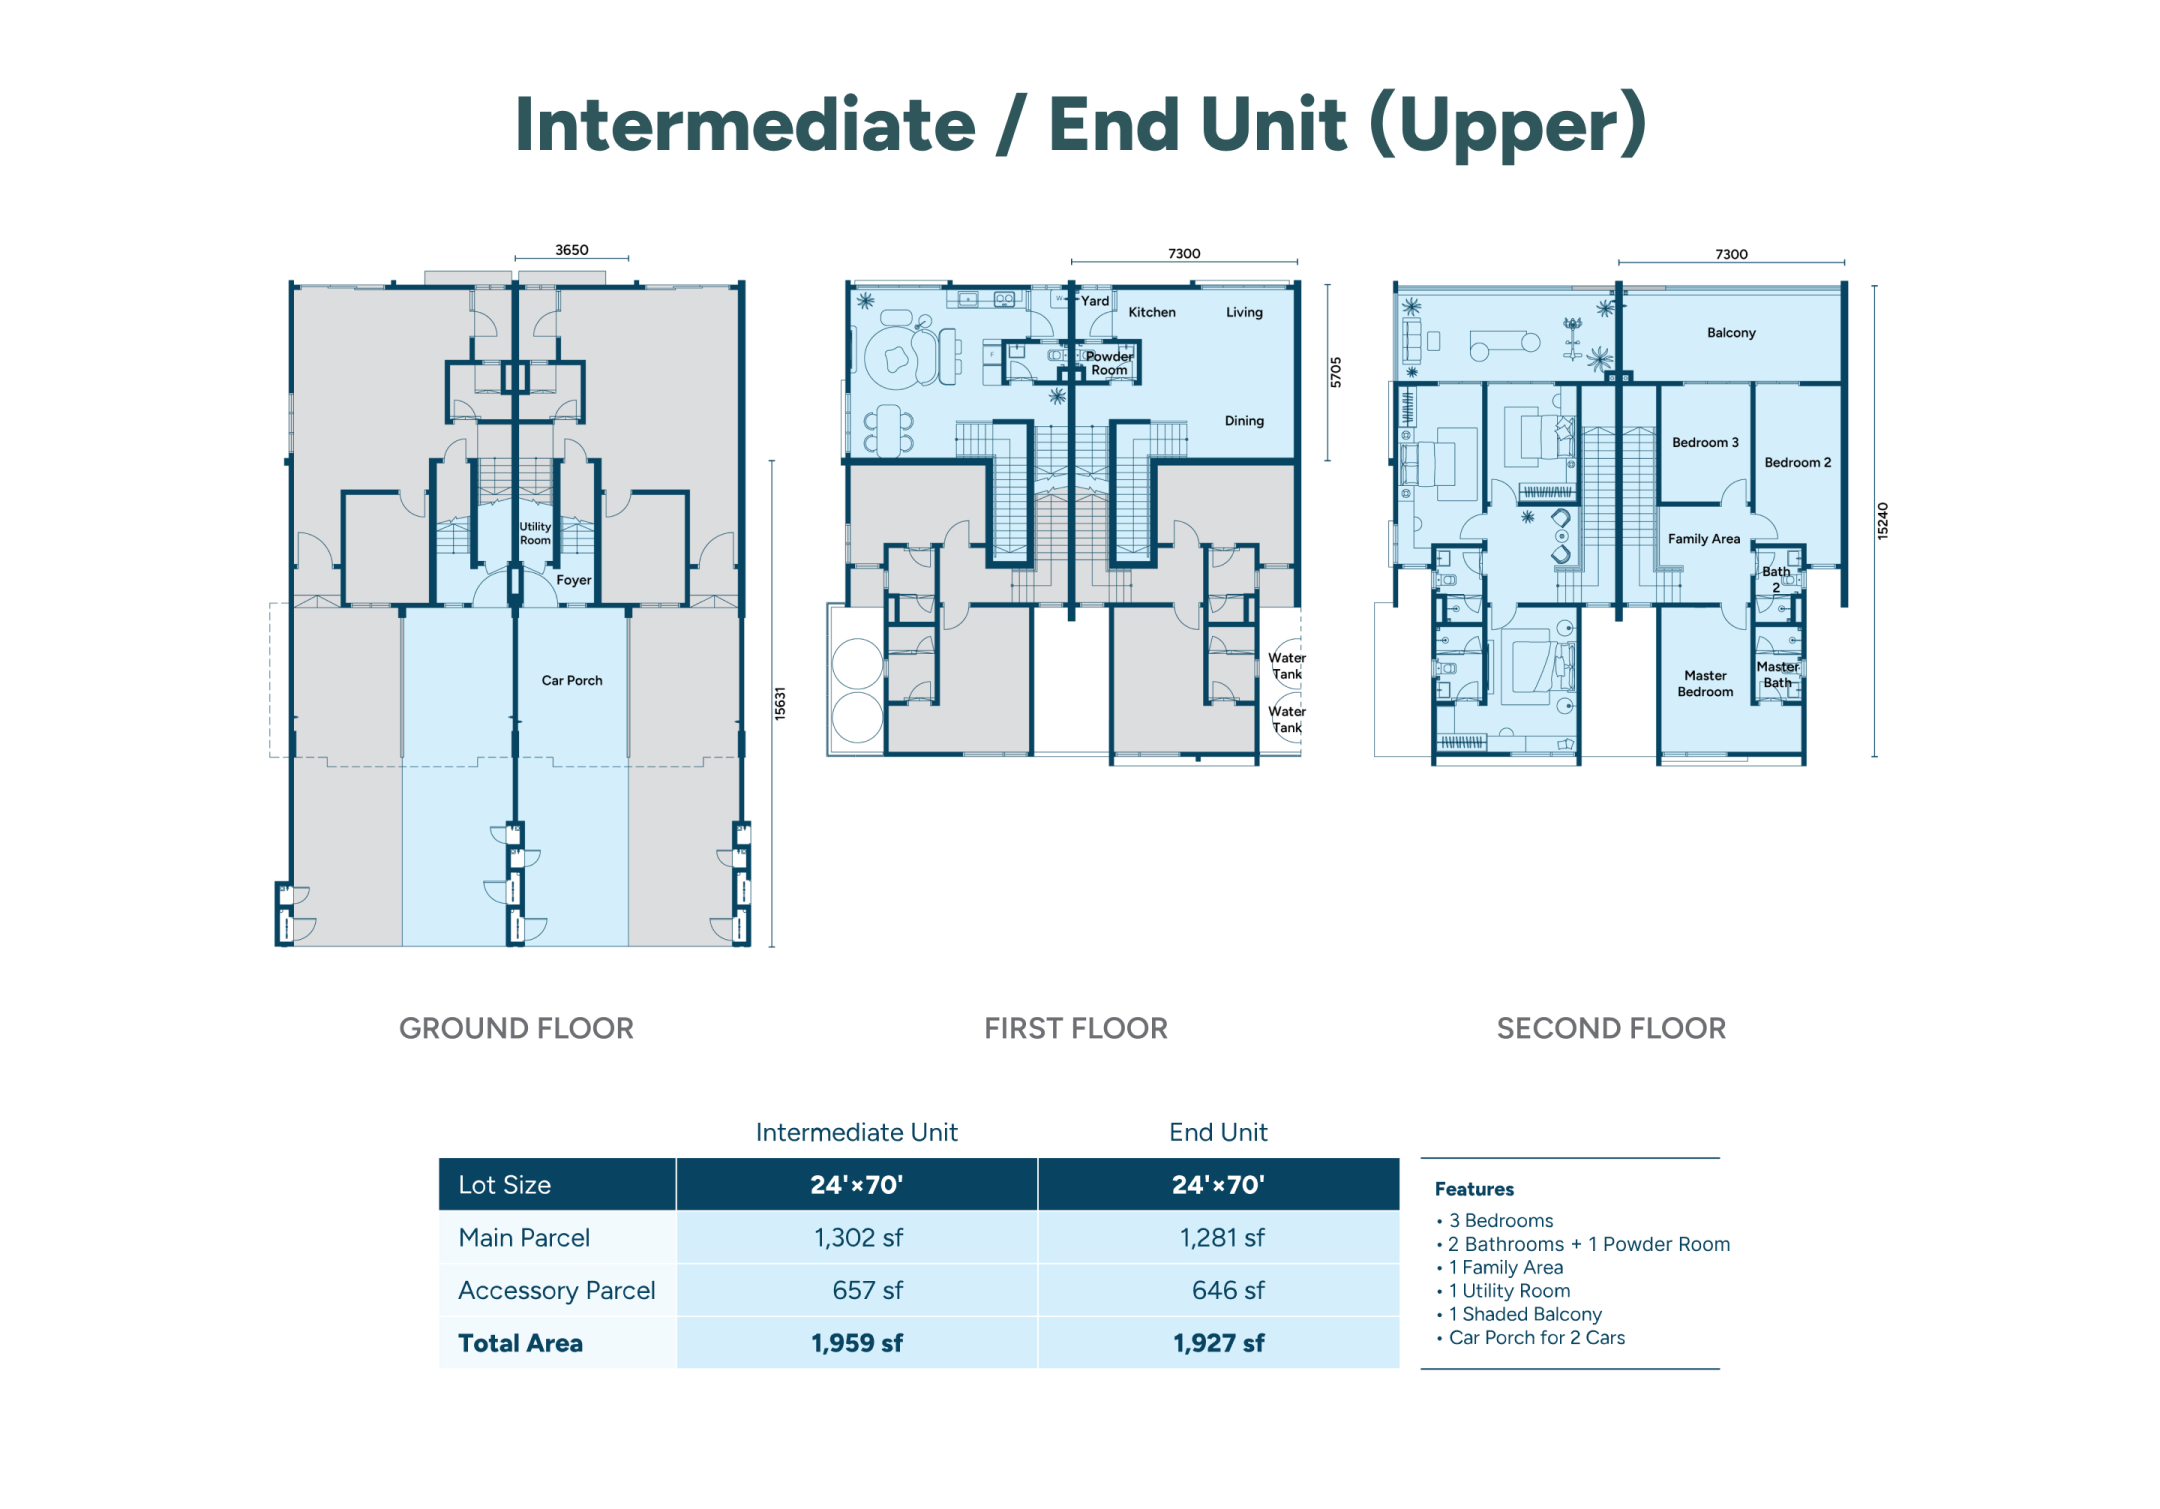 Intermediate / End Unit (Upper)
3650
Utility
Room
Foyer
Car Porch
15631
GROUND FLOOR
7300
Yard
Kitchen
Living
Powder
Room
Dining
5705
W
F
Water
Tank
Water
Tank
FIRST FLOOR
7300
Balcony
Bedroom 3
Bedroom 2
Family Area
Bath
2
Master
Bedroom
Master
Bath
15240
SECOND FLOOR
Intermediate Unit End Unit
Lot Size 24'×70' 24'×70'
Main Parcel 1,302 sf 1,281 sf
Accessory Parcel 657 sf 646 sf
Total Area 1,959 sf 1,927 sf
Features
• 3 Bedrooms
• 2 Bathrooms + 1 Powder Room
• 1 Family Area
• 1 Utility Room
• 1 Shaded Balcony
• Car Porch for 2 Cars